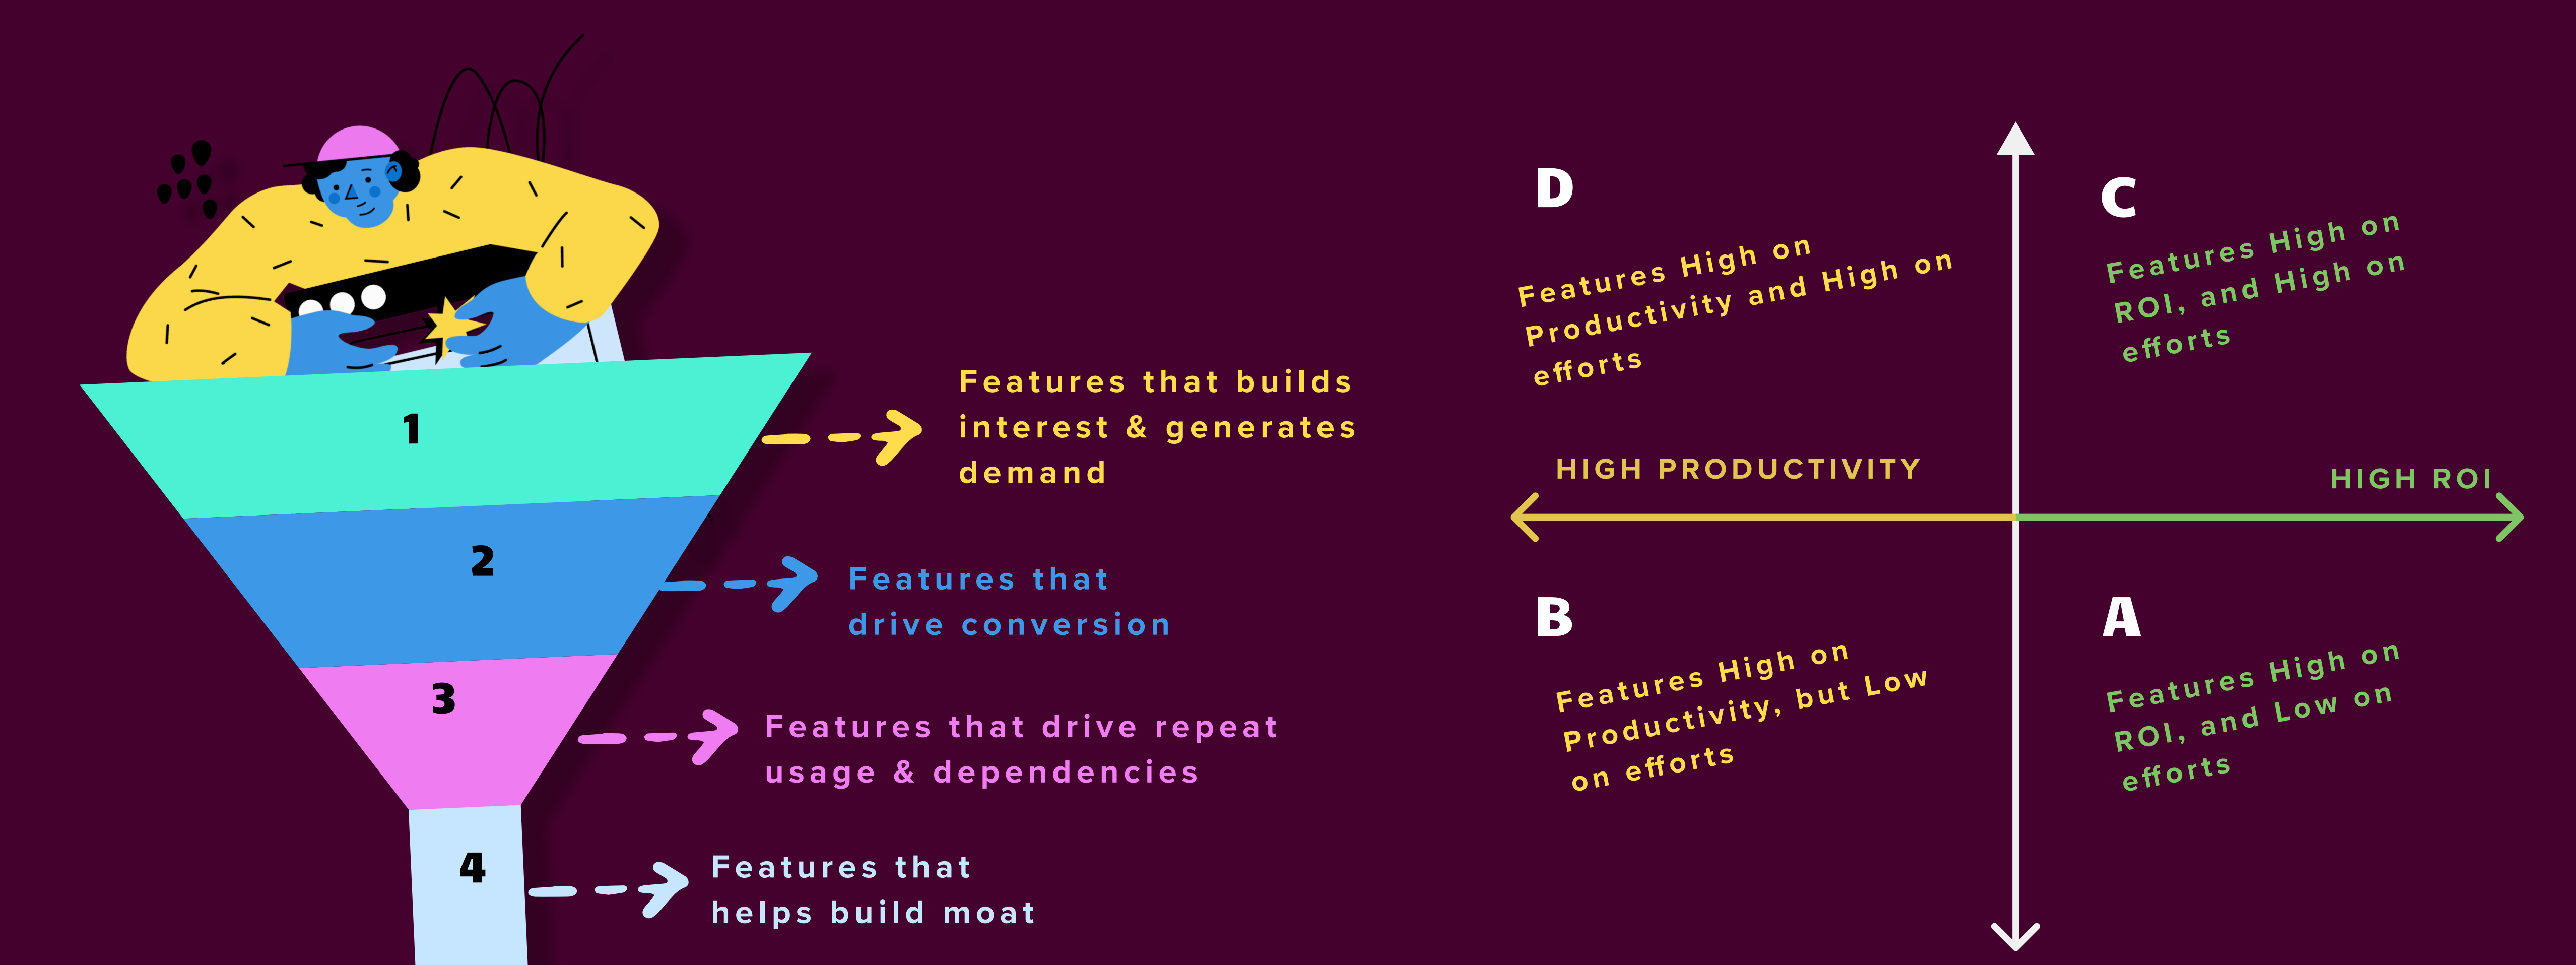 1
Features that builds
interest & generates
demand
2
Features that
drive conversion
3
Features that drive repeat
usage & dependencies
4
Features that
helps build moat
D
Features High on
Productivity and High on
efforts
C
Features High on
ROI, and High on
efforts
HIGH PRODUCTIVITY
HIGH ROI
B
Features High on
Productivity, but Low
on efforts
A
Features High on
ROI, and Low on
efforts